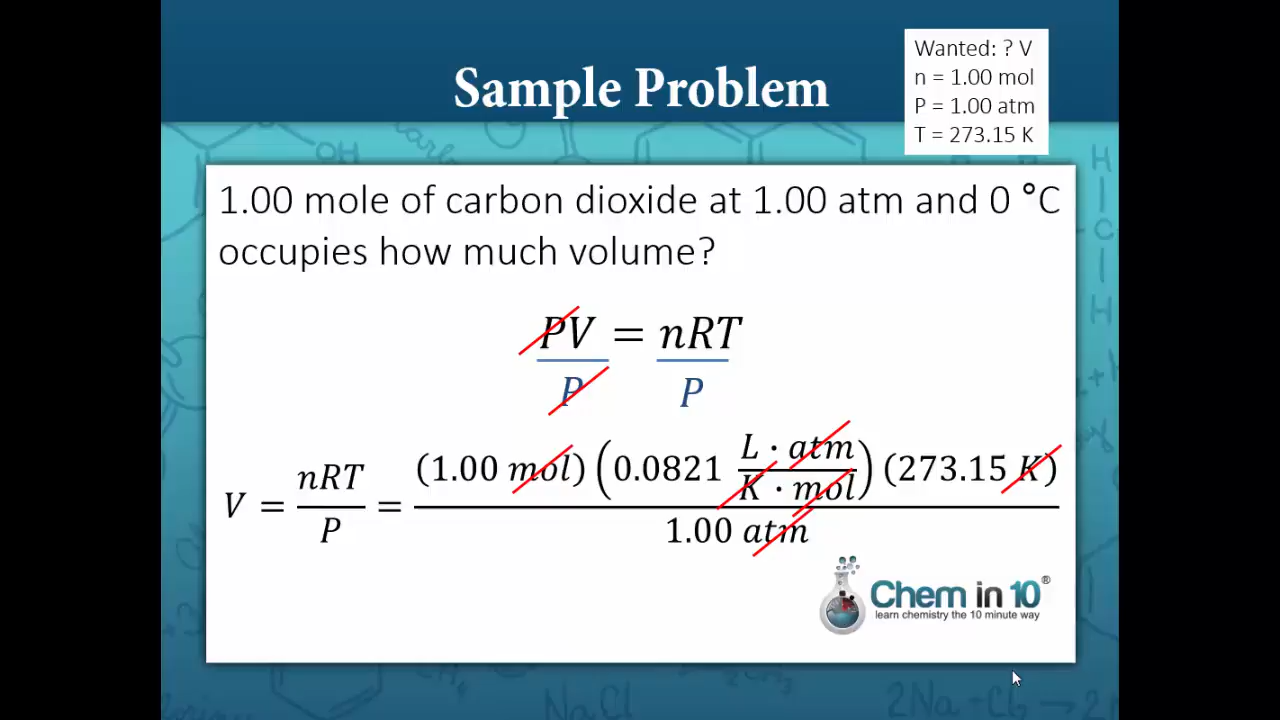 Sample Problem
Wanted: ? V
n = 1.00 mol
P = 1.00 atm
T = 273.15 K
1.00 mole of carbon dioxide at 1.00 atm and 0 °C
occupies how much volume?
PV = nRT
P P
V = nRT/P = (1.00 mol) (0.0821 L · atm/K · mol) (273.15 K)/1.00 atm
Chem in 10®
learn chemistry the 10 minute way
OH
H
C
H
NaCl